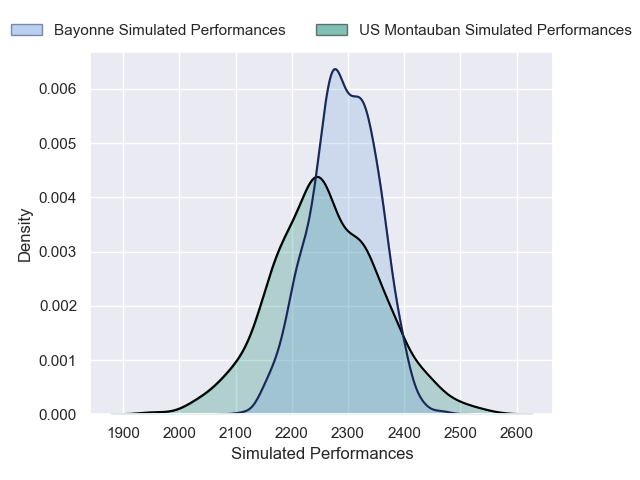 Bayonne Simulated Performances
US Montauban Simulated Performances
0.006
0.005
0.004
0.003
0.002
0.001
0.000
Density
1900 2000 2100 2200 2300 2400 2500 2600
Simulated Performances